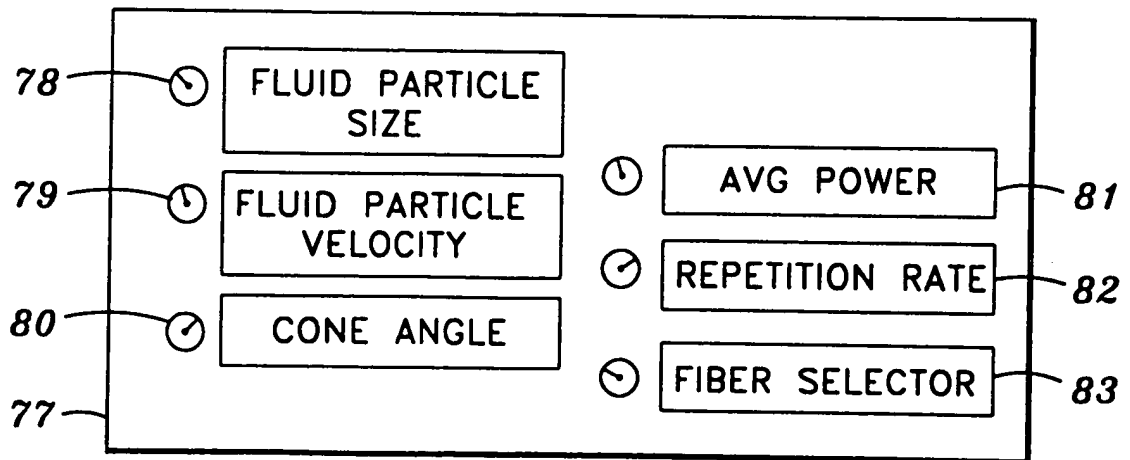 78
FLUID PARTICLE
SIZE
79
FLUID PARTICLE
VELOCITY
80
CONE ANGLE
77
AVG POWER
81
REPETITION RATE
82
FIBER SELECTOR
83